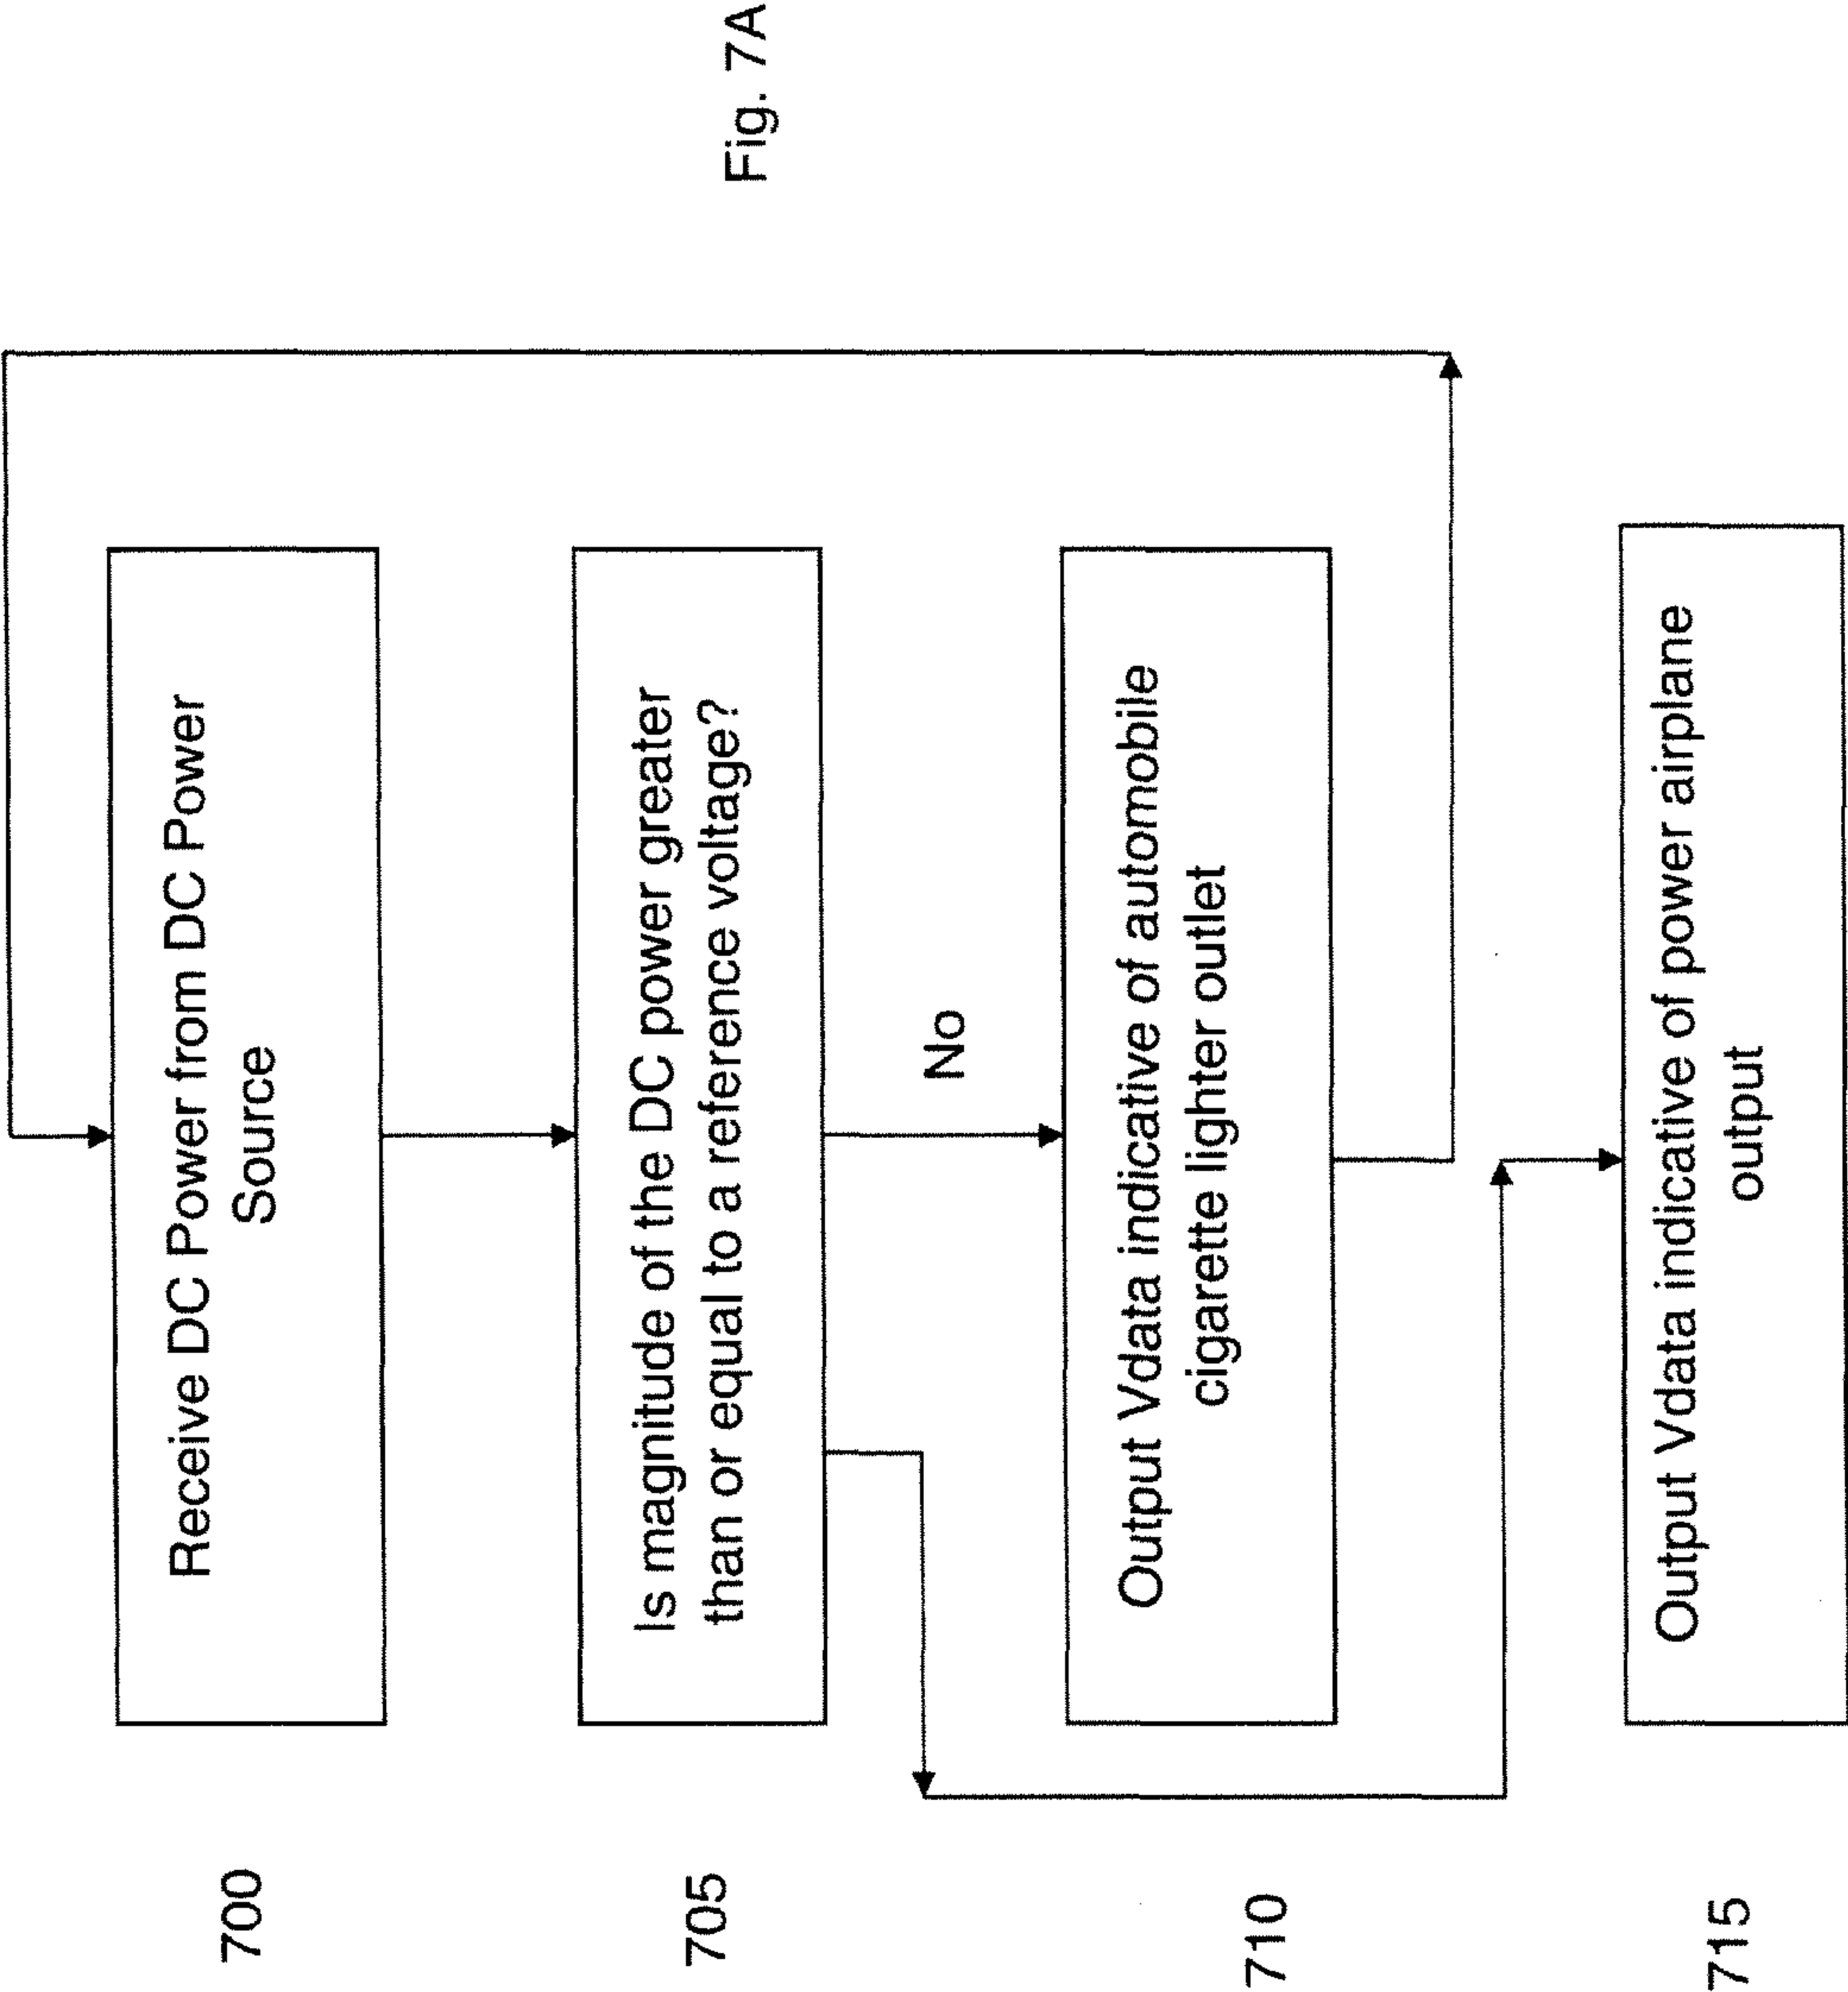 700
Receive DC Power from DC Power
Source
705
Is magnitude of the DC power greater
than or equal to a reference voltage?
No
710
Output Vdata indicative of automobile
cigarette lighter outlet
715
Output Vdata indicative of power airplane
output
Fig. 7A